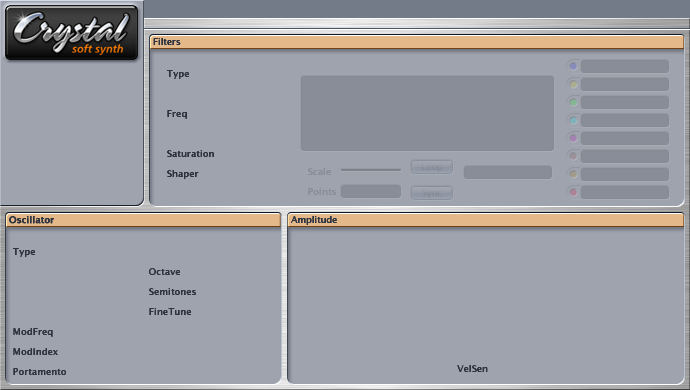 Crystal
soft synth
Filters
Type
Freq
Saturation
Shaper
Scale
Points
Oscillator
Type
Octave
Semitones
FineTune
ModFreq
ModIndex
Portamento
Amplitude
VelSen